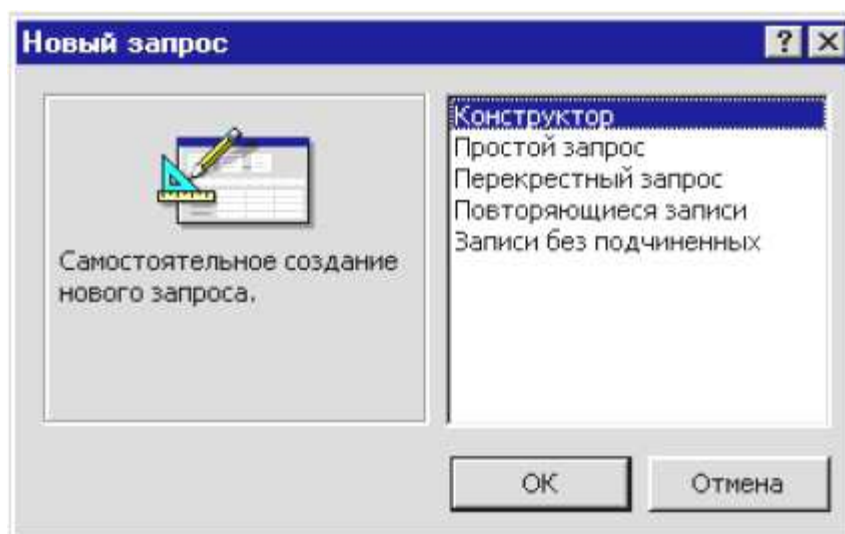 Новый запрос
Самостоятельное создание
нового запроса.
Конструктор
Простой запрос
Перекрестный запрос
Повторяющиеся записи
Записи без подчиненных
ОК
Отмена